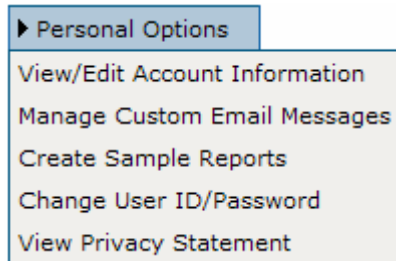 Personal Options
View/Edit Account Information
Manage Custom Email Messages
Create Sample Reports
Change User ID/Password
View Privacy Statement